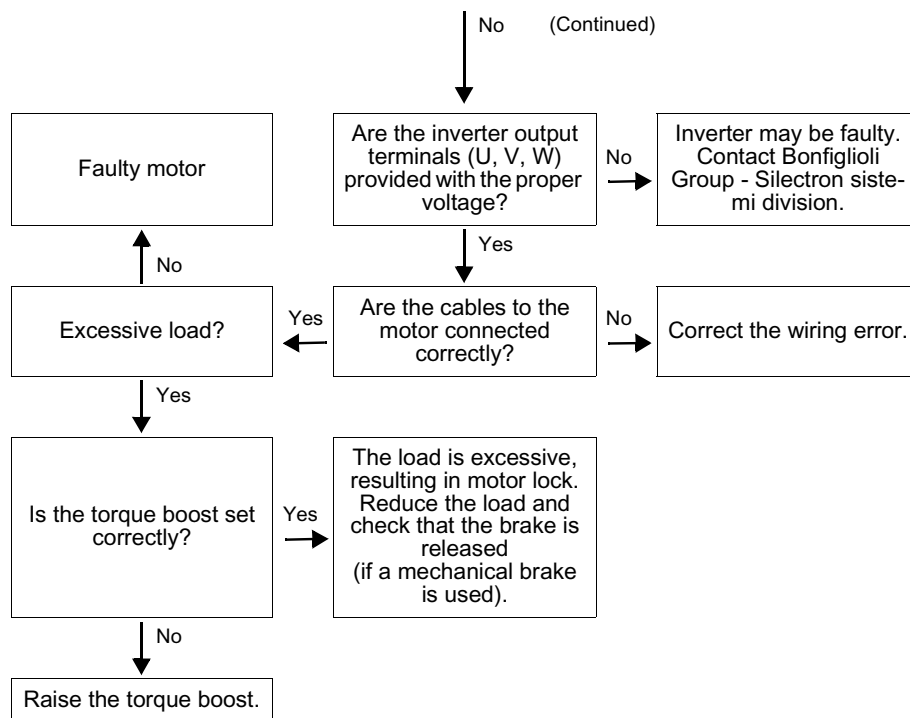 No (Continued)
Faulty motor
Are the inverter output
terminals (U, V, W)
provided with the proper
voltage?
No
Inverter may be faulty.
Contact Bonfiglioli
Group - Silectron siste-
mi division.
No
Yes
Excessive load?
Yes
Are the cables to the
motor connected
correctly?
No
Correct the wiring error.
Yes
Is the torque boost set
correctly?
Yes
The load is excessive,
resulting in motor lock.
Reduce the load and
check that the brake is
released
(if a mechanical brake
is used).
No
Raise the torque boost.